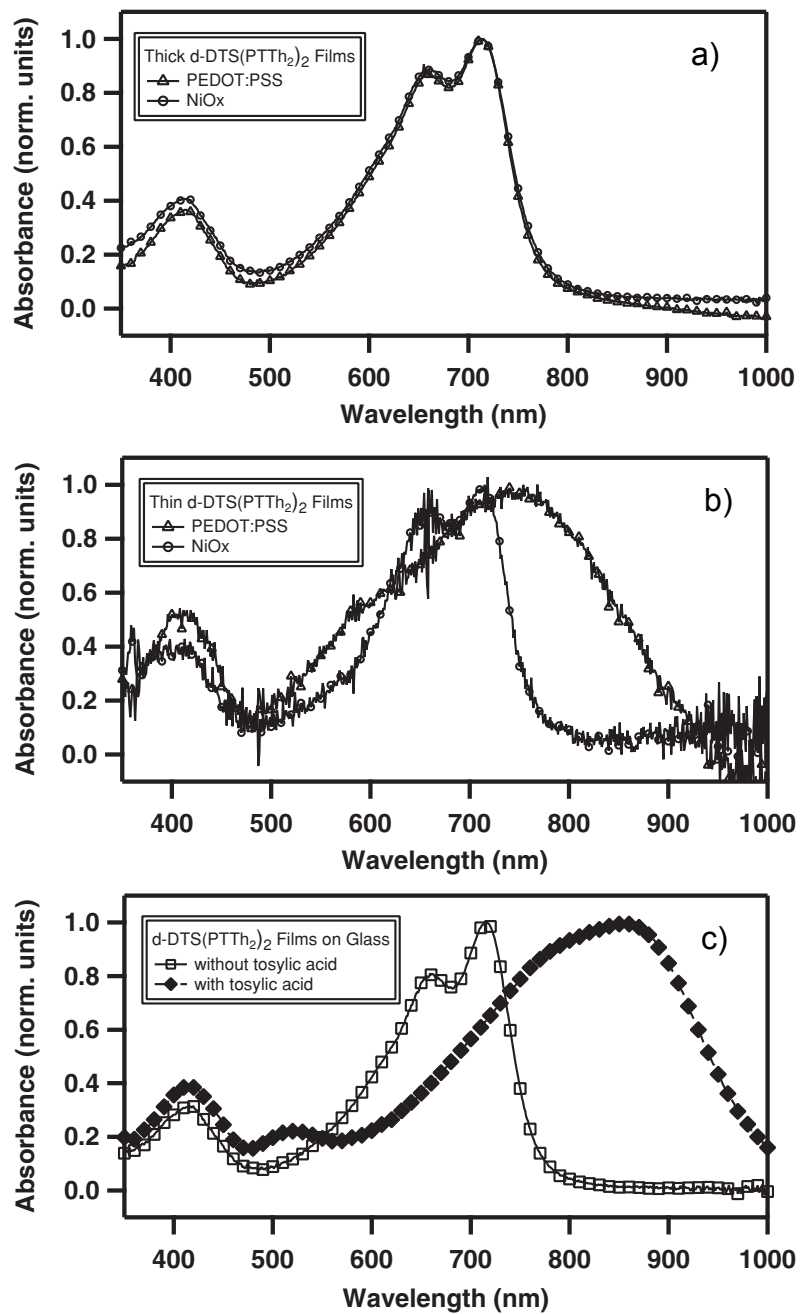 a)
Thick d-DTS(PTTh₂)₂ Films
PEDOT:PSS
NiOx
Absorbance (norm. units)
1.0
0.8
0.6
0.4
0.2
0.0
400 500 600 700 800 900 1000
Wavelength (nm)
b)
Thin d-DTS(PTTh₂)₂ Films
PEDOT:PSS
NiOx
Absorbance (norm. units)
1.0
0.8
0.6
0.4
0.2
0.0
400 500 600 700 800 900 1000
Wavelength (nm)
c)
d-DTS(PTTh₂)₂ Films on Glass
without tosylic acid
with tosylic acid
Absorbance (norm. units)
1.0
0.8
0.6
0.4
0.2
0.0
400 500 600 700 800 900 1000
Wavelength (nm)